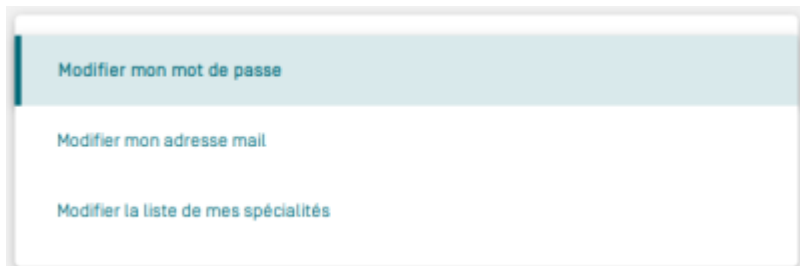 Modifier mon mot de passe
Modifier mon adresse mail
Modifier la liste de mes spécialités